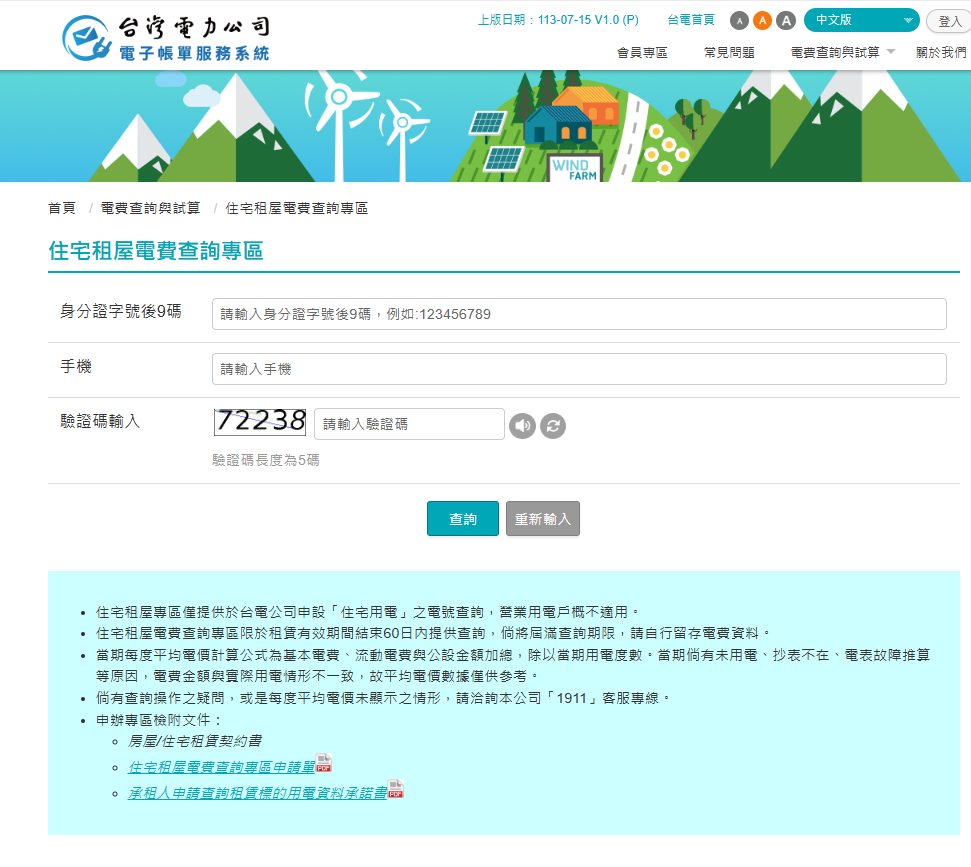 台灣電力公司
電子帳單服務系統
上版日期：113-07-15 V1.0 (P)
台電首頁
A A A
中文版
登入
會員專區
常見問題
電費查詢與試算
關於我們
WIND
FARM
首頁 / 電費查詢與試算 / 住宅租屋電費查詢專區
住宅租屋電費查詢專區
身分證字號後9碼
請輸入身分證字號後9碼，例如:123456789
手機
請輸入手機
驗證碼輸入
72238
請輸入驗證碼
驗證碼長度為5碼
查詢
重新輸入
住宅租屋專區僅提供於台電公司申設「住宅用電」之電號查詢，營業用電戶概不適用。
住宅租屋電費查詢專區限於租賃有效期間結束60日內提供查詢，倘將屆滿查詢期限，請自行留存電費資料。
當期每度平均電價計算公式為基本電費、流動電費與公設金額加總，除以當期用電度數。當期倘有未用電、抄表不在、電表故障推算
等原因，電費金額與實際用電情形不一致，故平均電價數據僅供參考。
倘有查詢操作之疑問，或是每度平均電價未顯示之情形，請洽詢本公司「1911」客服專線。
申辦專區檢附文件：
房屋/住宅租賃契約書
住宅租屋電費查詢專區申請單
PDF
承租人申請查詢租賃標的用電資料承諾書
PDF